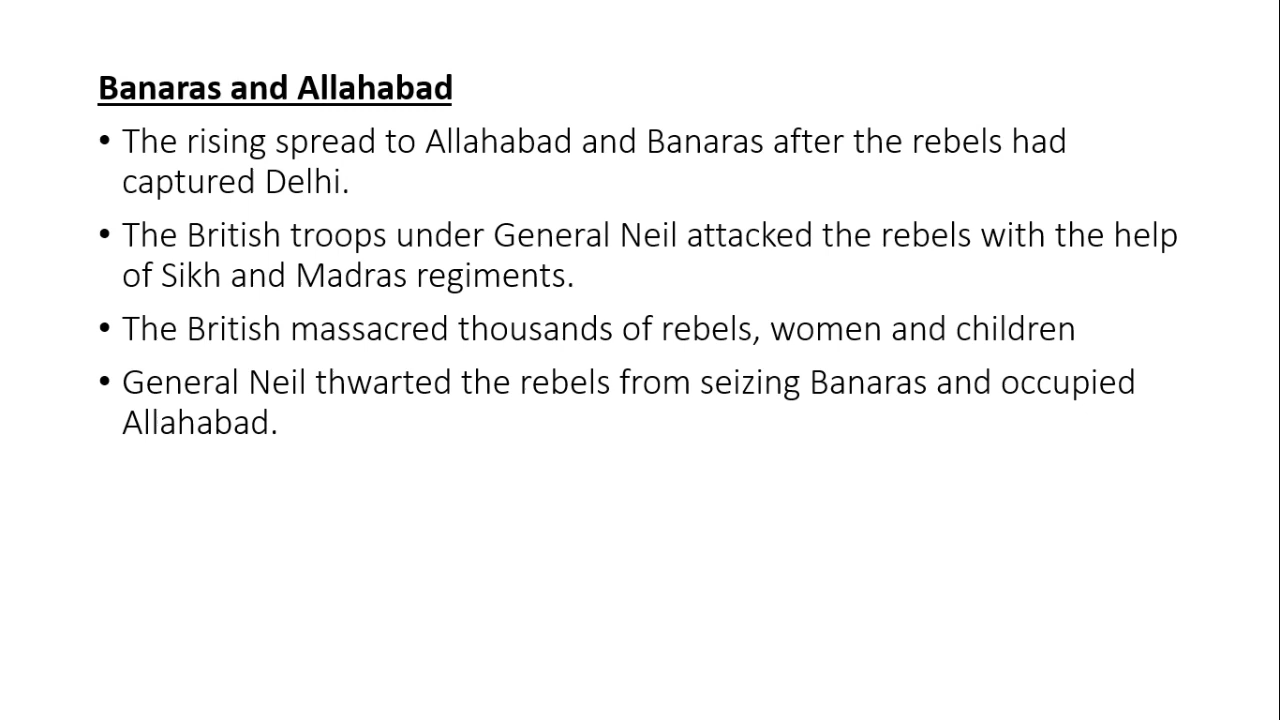 Banaras and Allahabad
• The rising spread to Allahabad and Banaras after the rebels had
captured Delhi.
• The British troops under General Neil attacked the rebels with the help
of Sikh and Madras regiments.
• The British massacred thousands of rebels, women and children
• General Neil thwarted the rebels from seizing Banaras and occupied
Allahabad.